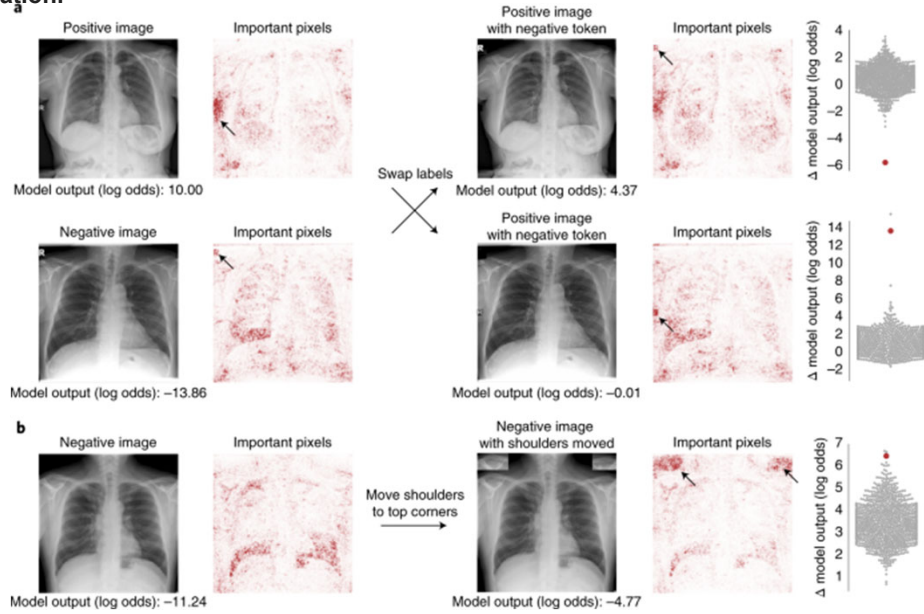 a
Positive image
Important pixels
Positive image
with negative token
Important pixels
R
R
Model output (log odds): 10.00
Model output (log odds): 4.37
Δ model output (log odds)
4
2
0
−2
−4
−6
Swap labels
Negative image
Important pixels
Positive image
with negative token
Important pixels
R
Model output (log odds): −13.86
Model output (log odds): −0.01
Δ model output (log odds)
14
12
10
8
6
4
2
0
−2
b
Negative image
Important pixels
Negative image
with shoulders moved
Important pixels
Move shoulders
to top corners
Model output (log odds): −11.24
Model output (log odds): −4.77
Δ model output (log odds)
7
6
5
4
3
2
1